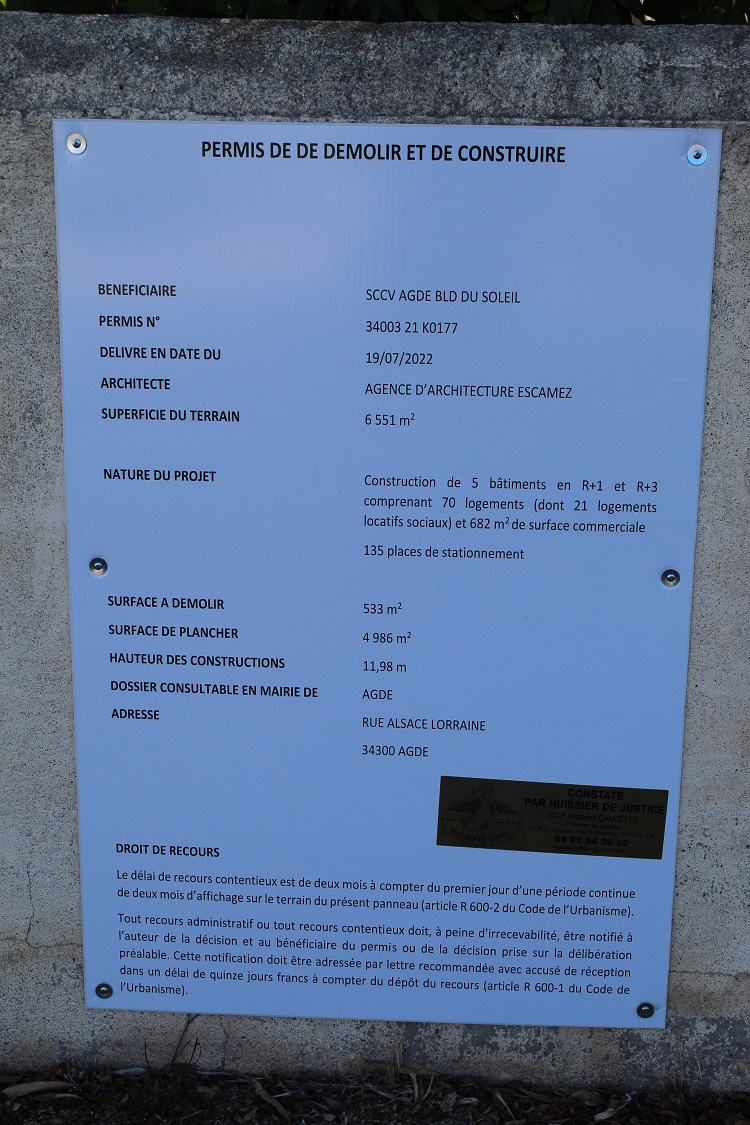 PERMIS DE DE DEMOLIR ET DE CONSTRUIRE
BENEFICIAIRE SCCV AGDE BLD DU SOLEIL
PERMIS N° 34003 21 K0177
DELIVRE EN DATE DU 19/07/2022
ARCHITECTE AGENCE D'ARCHITECTURE ESCAMEZ
SUPERFICIE DU TERRAIN 6 551 m²
NATURE DU PROJET Construction de 5 bâtiments en R+1 et R+3
comprenant 70 logements (dont 21 logements
locatifs sociaux) et 682 m² de surface commerciale
135 places de stationnement
SURFACE A DEMOLIR 533 m²
SURFACE DE PLANCHER 4 986 m²
HAUTEUR DES CONSTRUCTIONS 11,98 m
DOSSIER CONSULTABLE EN MAIRIE DE AGDE
ADRESSE RUE ALSACE LORRAINE
34300 AGDE
CONSTATÉ
PAR HUISSIER DE JUSTICE
SCP Hubert CHASTEL
04 67 94 20 92
DROIT DE RECOURS
Le délai de recours contentieux est de deux mois à compter du premier jour d'une période continue
de deux mois d'affichage sur le terrain du présent panneau (article R 600-2 du Code de l'Urbanisme).
Tout recours administratif ou tout recours contentieux doit, à peine d'irrecevabilité, être notifié à
l'auteur de la décision et au bénéficiaire du permis ou de la décision prise sur la délibération
préalable. Cette notification doit être adressée par lettre recommandée avec accusé de réception
dans un délai de quinze jours francs à compter du dépôt du recours (article R 600-1 du Code de
l'Urbanisme).